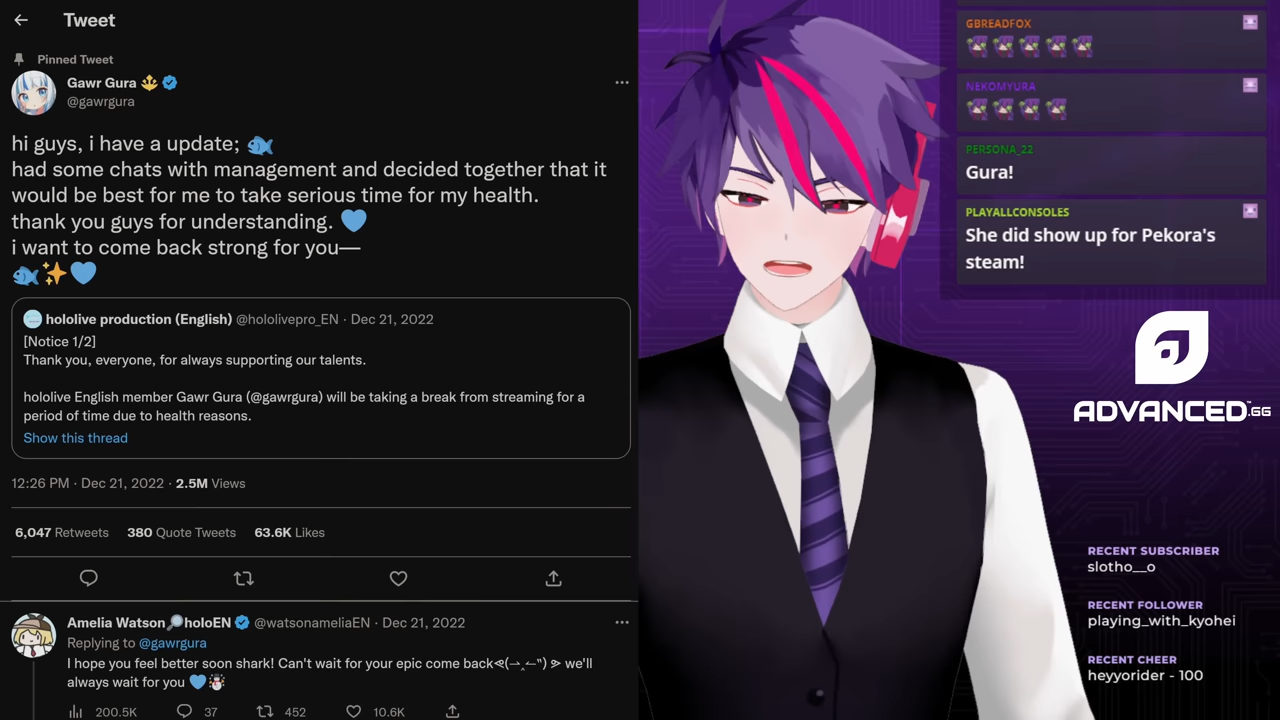 Tweet
Pinned Tweet
Gawr Gura
@gawrgura
hi guys, i have a update; 🐟
had some chats with management and decided together that it
would be best for me to take serious time for my health.
thank you guys for understanding. 💙
i want to come back strong for you—
🐟✨💙
hololive production (English) @hololivepro_EN · Dec 21, 2022
[Notice 1/2]
Thank you, everyone, for always supporting our talents.
hololive English member Gawr Gura (@gawrgura) will be taking a break from streaming for a
period of time due to health reasons.
Show this thread
12:26 PM · Dec 21, 2022 · 2.5M Views
6,047 Retweets 380 Quote Tweets 63.6K Likes
Amelia Watson🔎holoEN @watsonameliaEN · Dec 21, 2022
Replying to @gawrgura
I hope you feel better soon shark! Can't wait for your epic come back we'll
always wait for you 💙☃️
200.5K 37 452 10.6K
GBREADFOX
NEKOMYURA
PERSONA_22
Gura!
PLAYALLCONSOLES
She did show up for Pekora's
steam!
ADVANCED.GG
RECENT SUBSCRIBER
slotho__o
RECENT FOLLOWER
playing_with_kyohei
RECENT CHEER
heyyorider - 100